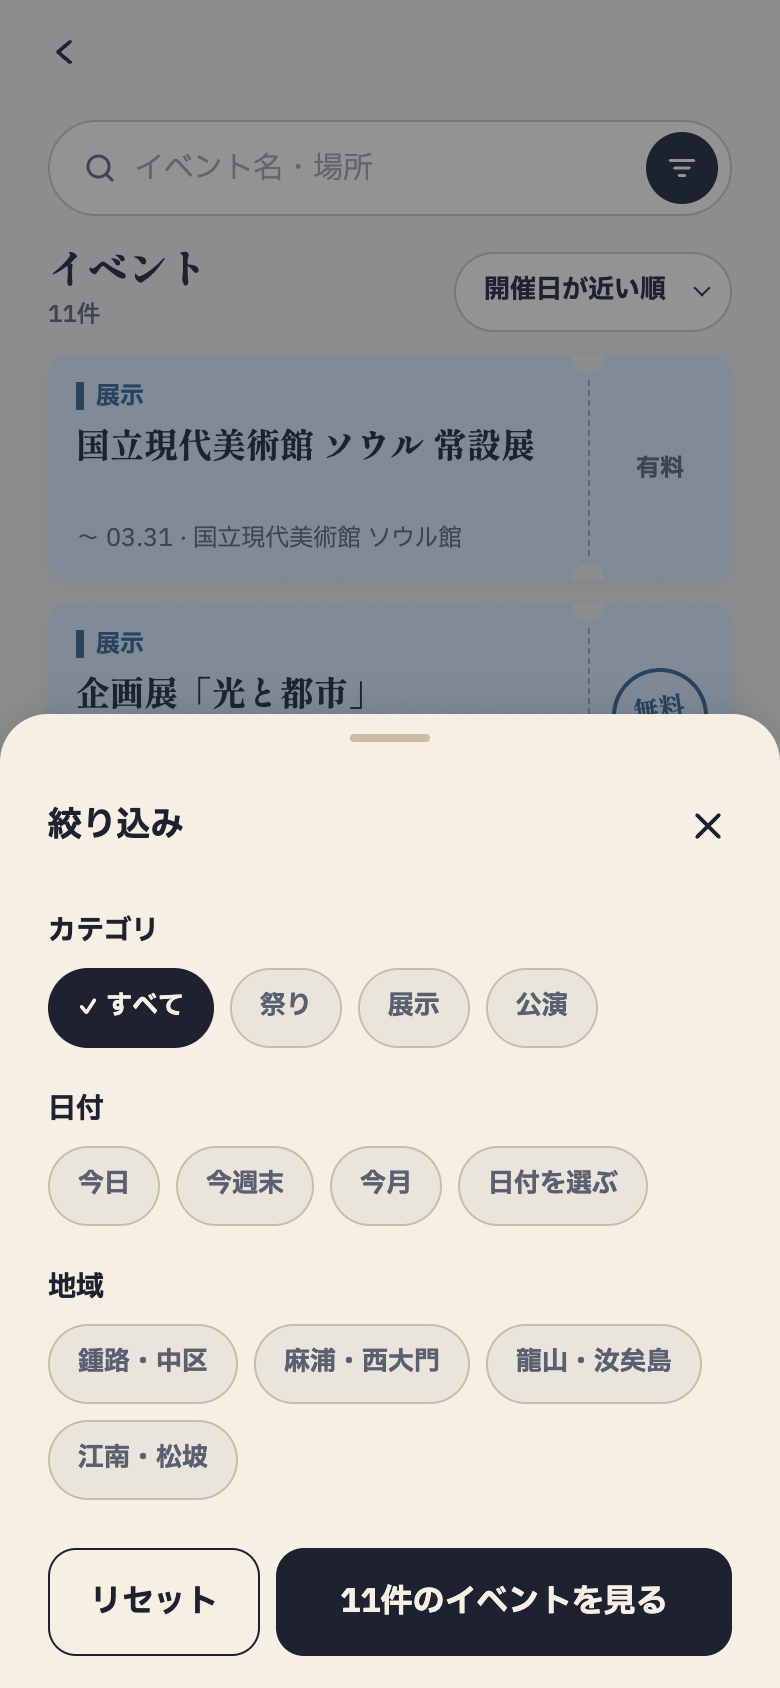 イベント名・場所
イベント
11件
開催日が近い順
展示
国立現代美術館 ソウル 常設展
有料
〜 03.31 · 国立現代美術館 ソウル館
展示
企画展「光と都市」
無料
絞り込み
カテゴリ
✓ すべて 祭り 展示 公演
日付
今日 今週末 今月 日付を選ぶ
地域
鍾路・中区 麻浦・西大門 龍山・汝矣島
江南・松坡
リセット 11件のイベントを見る